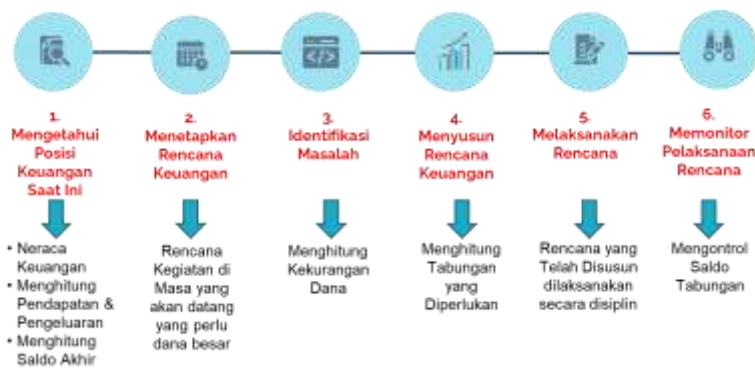 1.
Mengetahui
Posisi
Keuangan
Saat Ini
2.
Menetapkan
Rencana
Keuangan
3.
Identifikasi
Masalah
4.
Menyusun
Rencana
Keuangan
5.
Melaksanakan
Rencana
6.
Memonitor
Pelaksanaan
Rencana
• Neraca
Keuangan
• Menghitung
Pendapatan &
Pengeluaran
• Menghitung
Saldo Akhir
Rencana
Kegiatan di
Masa yang
akan datang
yang perlu
dana besar
Menghitung
Kekurangan
Dana
Menghitung
Tabungan
yang
Diperlukan
Rencana yang
Telah Disusun
dilaksanakan
secara disiplin
Mengontrol
Saldo
Tabungan